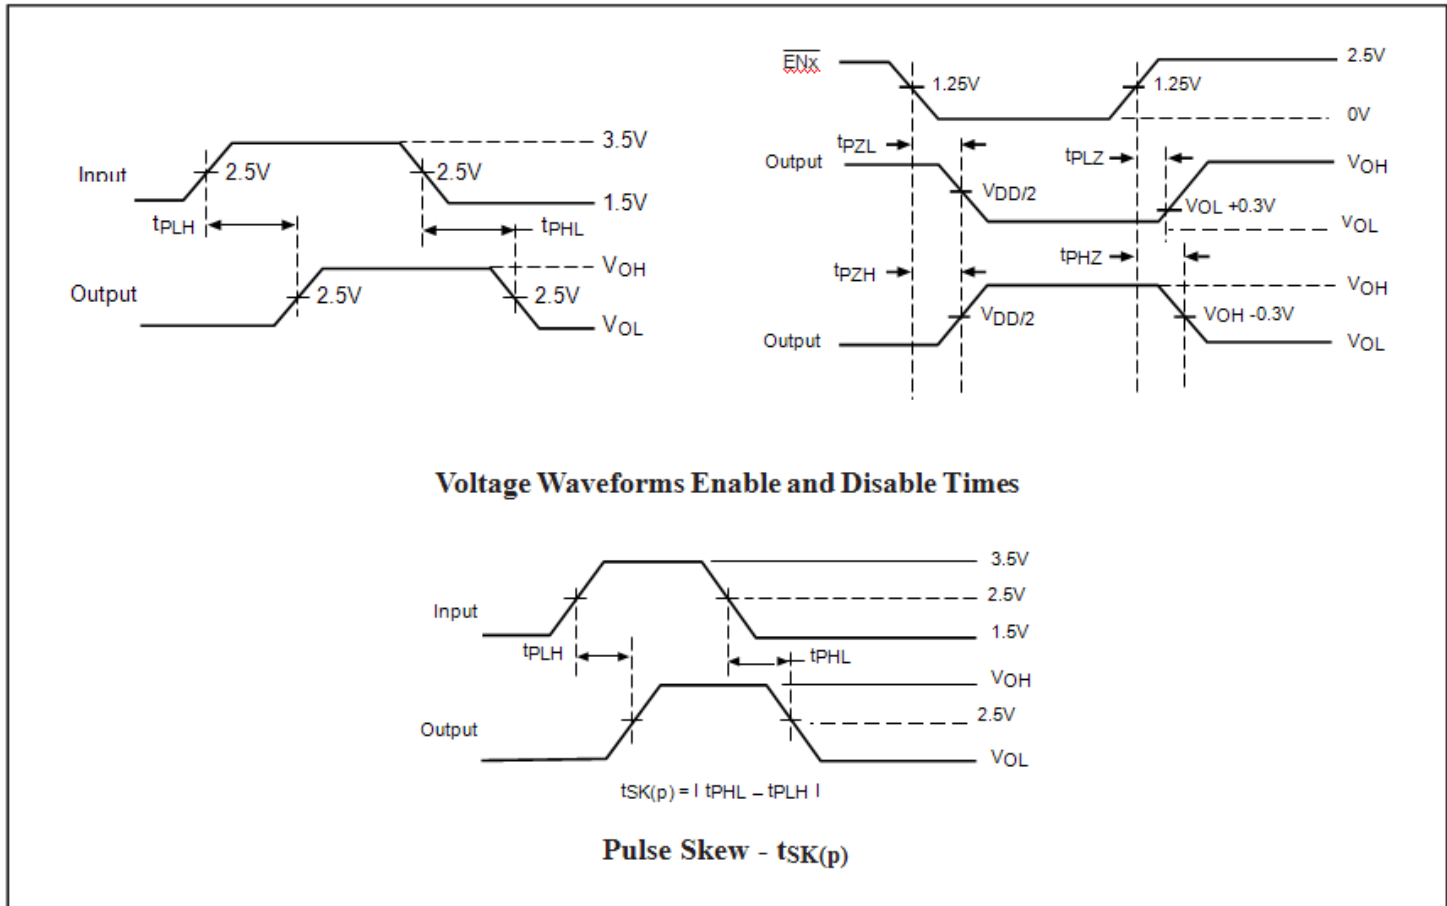 Input
2.5V
2.5V
3.5V
1.5V
tPLH
tPHL
Output
2.5V
2.5V
VOH
VOL
ENx
1.25V
1.25V
2.5V
0V
tPZL
tPLZ
Output
VDD/2
VOL +0.3V
VOH
VOL
tPZH
tPHZ
Output
VDD/2
VOH -0.3V
VOH
VOL
Voltage Waveforms Enable and Disable Times
Input
3.5V
2.5V
1.5V
tPLH
tPHL
Output
VOH
2.5V
VOL
tSK(p) = | tPHL – tPLH |
Pulse Skew - tSK(p)